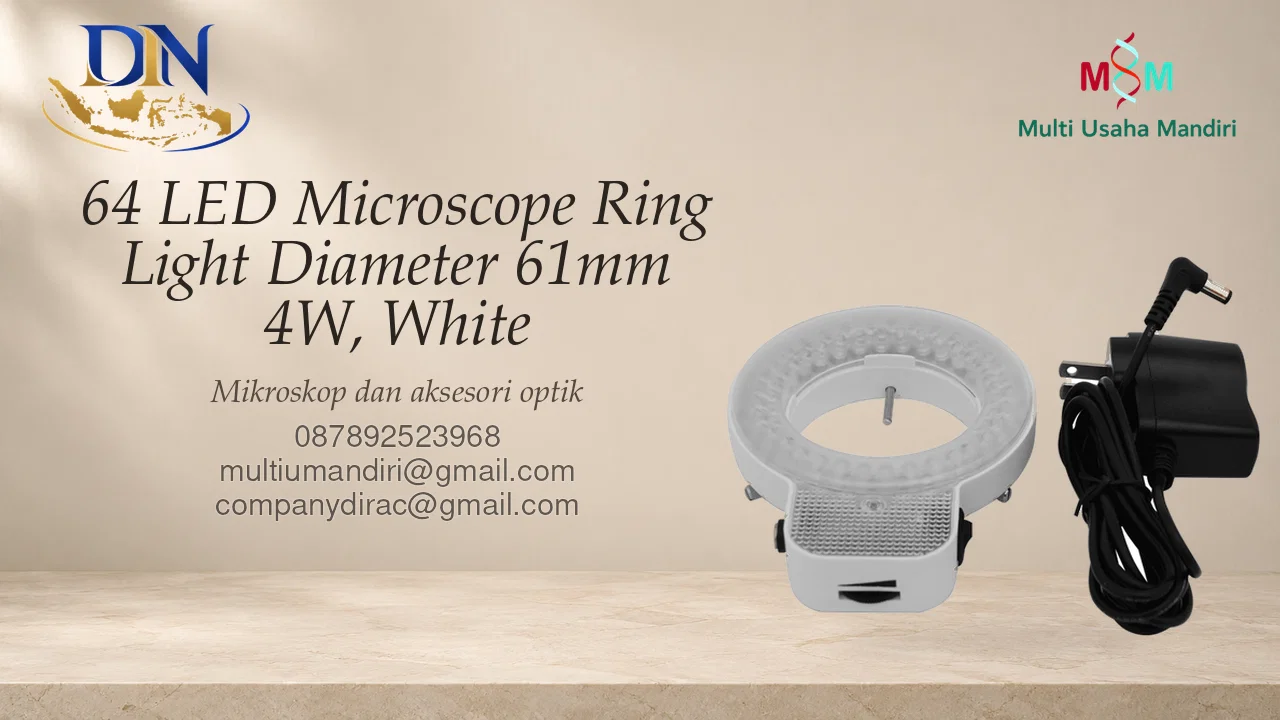 DN
M M
Multi Usaha Mandiri
64 LED Microscope Ring
Light Diameter 61mm
4W, White
Mikroskop dan aksesori optik
087892523968
multiumandiri@gmail.com
companydirac@gmail.com